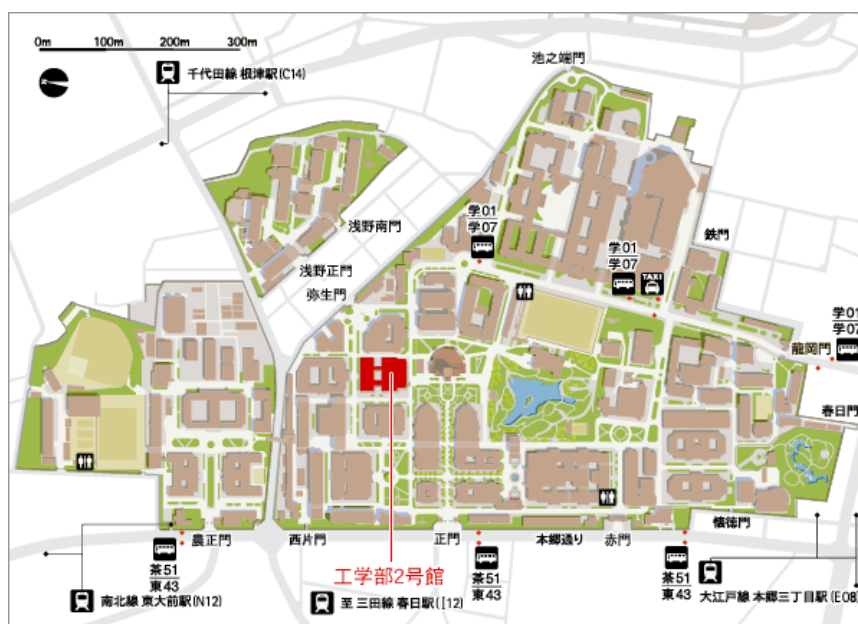 0m 100m 200m 300m
池之端門
千代田線 根津駅(C14)
学01
学07
浅野南門
鉄門
学01
学07
TAXI
浅野正門
弥生門
学01
学07
龍岡門
春日門
懐徳門
農正門
西片門
正門
本郷通り
赤門
茶51
東43
工学部2号館
茶51
東43
茶51
東43
南北線 東大前駅(N12)
至 三田線 春日駅(I12)
大江戸線 本郷三丁目駅(E08)